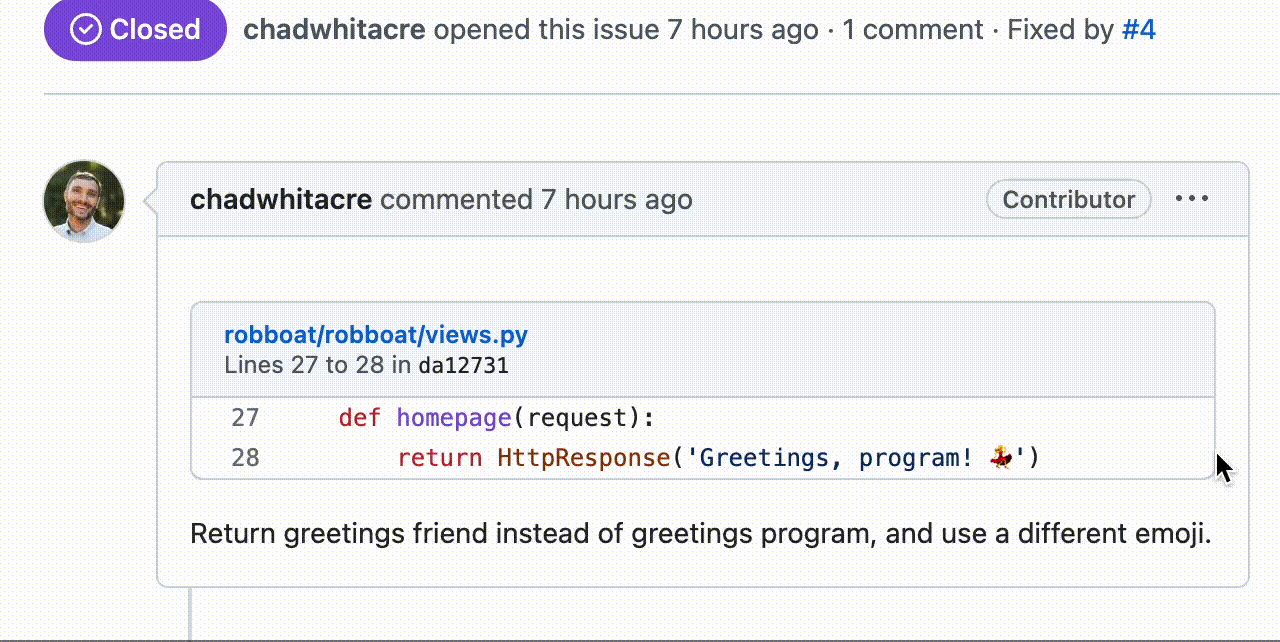 Closed chadwhitacre opened this issue 7 hours ago · 1 comment · Fixed by #4
chadwhitacre commented 7 hours ago Contributor ···
robboat/robboat/views.py
Lines 27 to 28 in da12731
27 def homepage(request):
28 return HttpResponse('Greetings, program! 💃')
Return greetings friend instead of greetings program, and use a different emoji.